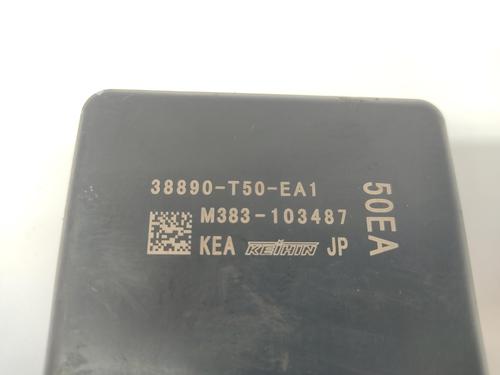 38890-T50-EA1
M383-103487
KEA KEIHIN JP
50EA